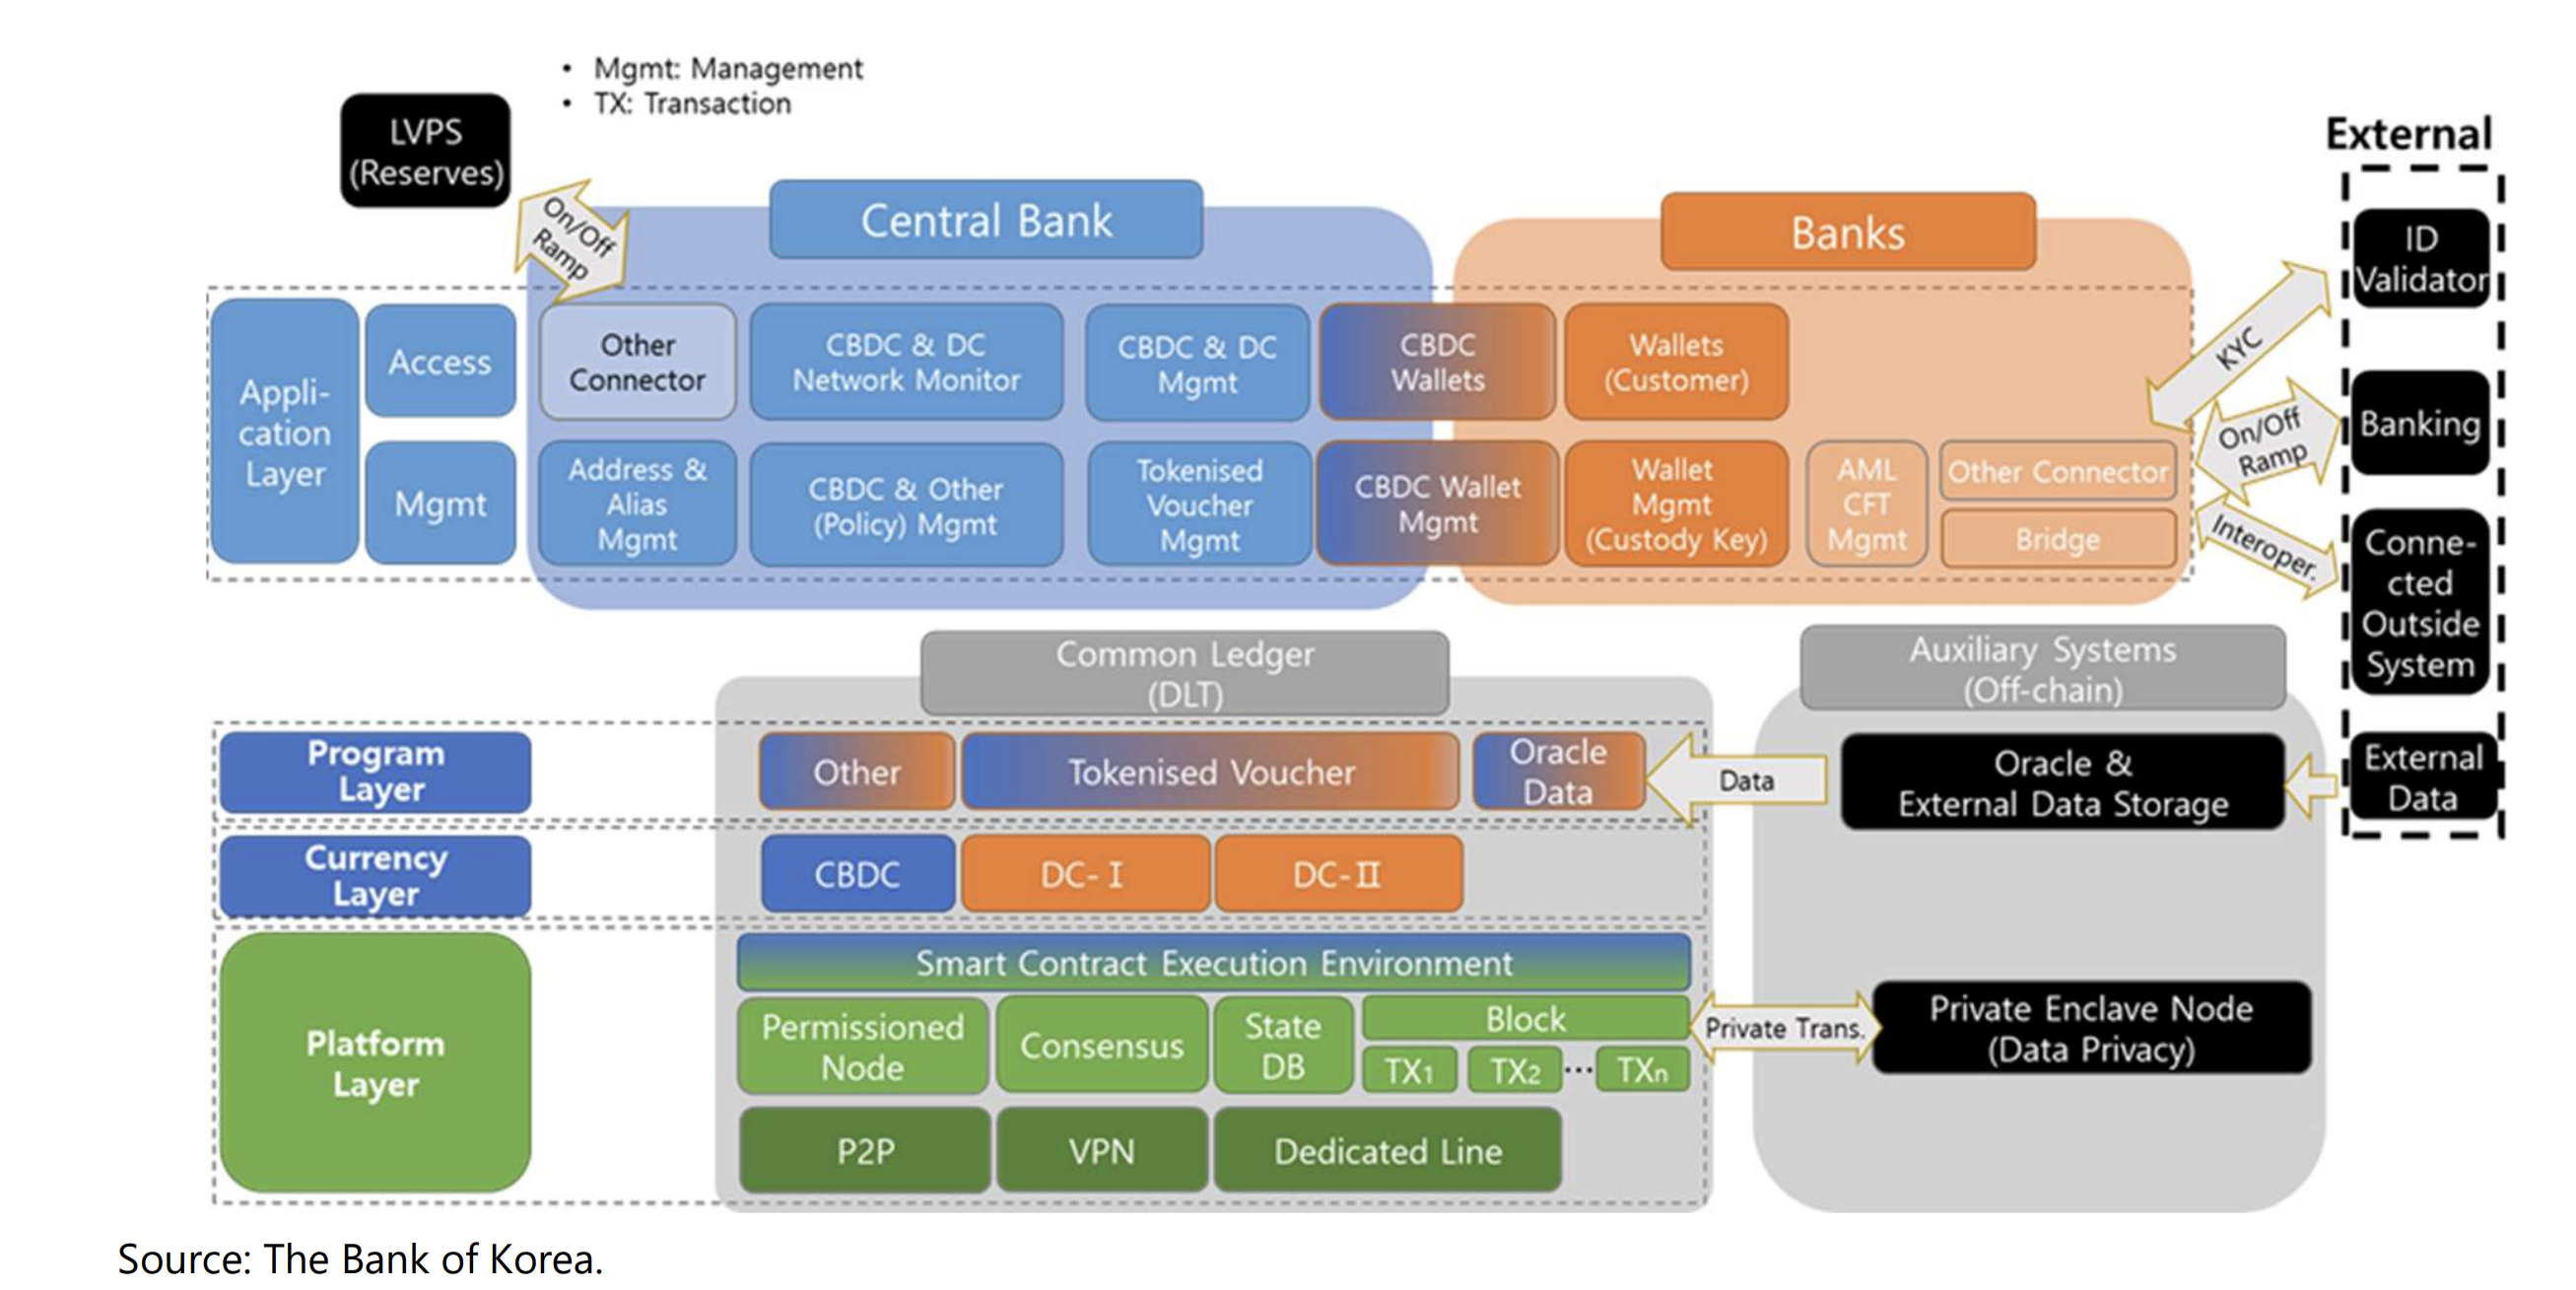 • Mgmt: Management
• TX: Transaction
LVPS
(Reserves)
On/Off
Ramp
Central Bank
Banks
External
Appli-
cation
Layer
Access
Mgmt
Other
Connector
CBDC & DC
Network Monitor
CBDC & DC
Mgmt
CBDC
Wallets
Wallets
(Customer)
Address &
Alias
Mgmt
CBDC & Other
(Policy) Mgmt
Tokenised
Voucher
Mgmt
CBDC Wallet
Mgmt
Wallet
Mgmt
(Custody Key)
AML
CFT
Mgmt
Other Connector
Bridge
KYC
On/Off
Ramp
Interoper.
ID
Validator
Banking
Conne-
cted
Outside
System
External
Data
Common Ledger
(DLT)
Auxiliary Systems
(Off-chain)
Program
Layer
Other
Tokenised Voucher
Oracle
Data
Data
Oracle &
External Data Storage
Currency
Layer
CBDC
DC-Ⅰ
DC-Ⅱ
Platform
Layer
Smart Contract Execution Environment
Permissioned
Node
Consensus
State
DB
Block
TX1 TX2 ... TXn
Private Trans.
Private Enclave Node
(Data Privacy)
P2P
VPN
Dedicated Line
Source: The Bank of Korea.